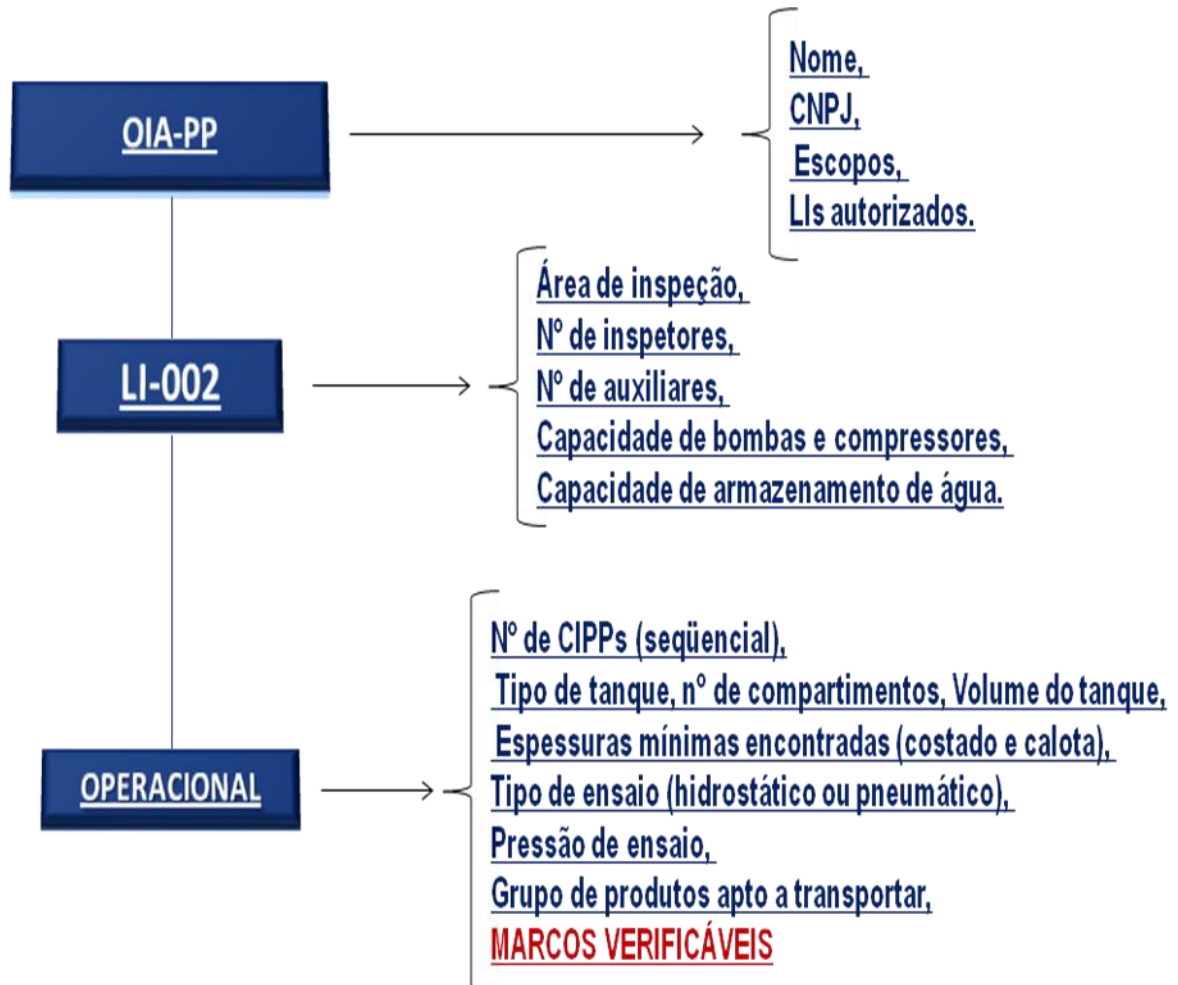 OIA-PP
Nome,
CNPJ,
Escopos,
LIs autorizados.
LI-002
Área de inspeção,
Nº de inspetores,
Nº de auxiliares,
Capacidade de bombas e compressores,
Capacidade de armazenamento de água.
OPERACIONAL
Nº de CIPPs (seqüencial),
Tipo de tanque, n° de compartimentos, Volume do tanque,
Espessuras mínimas encontradas (costado e calota),
Tipo de ensaio (hidrostático ou pneumático),
Pressão de ensaio,
Grupo de produtos apto a transportar,
MARCOS VERIFICÁVEIS